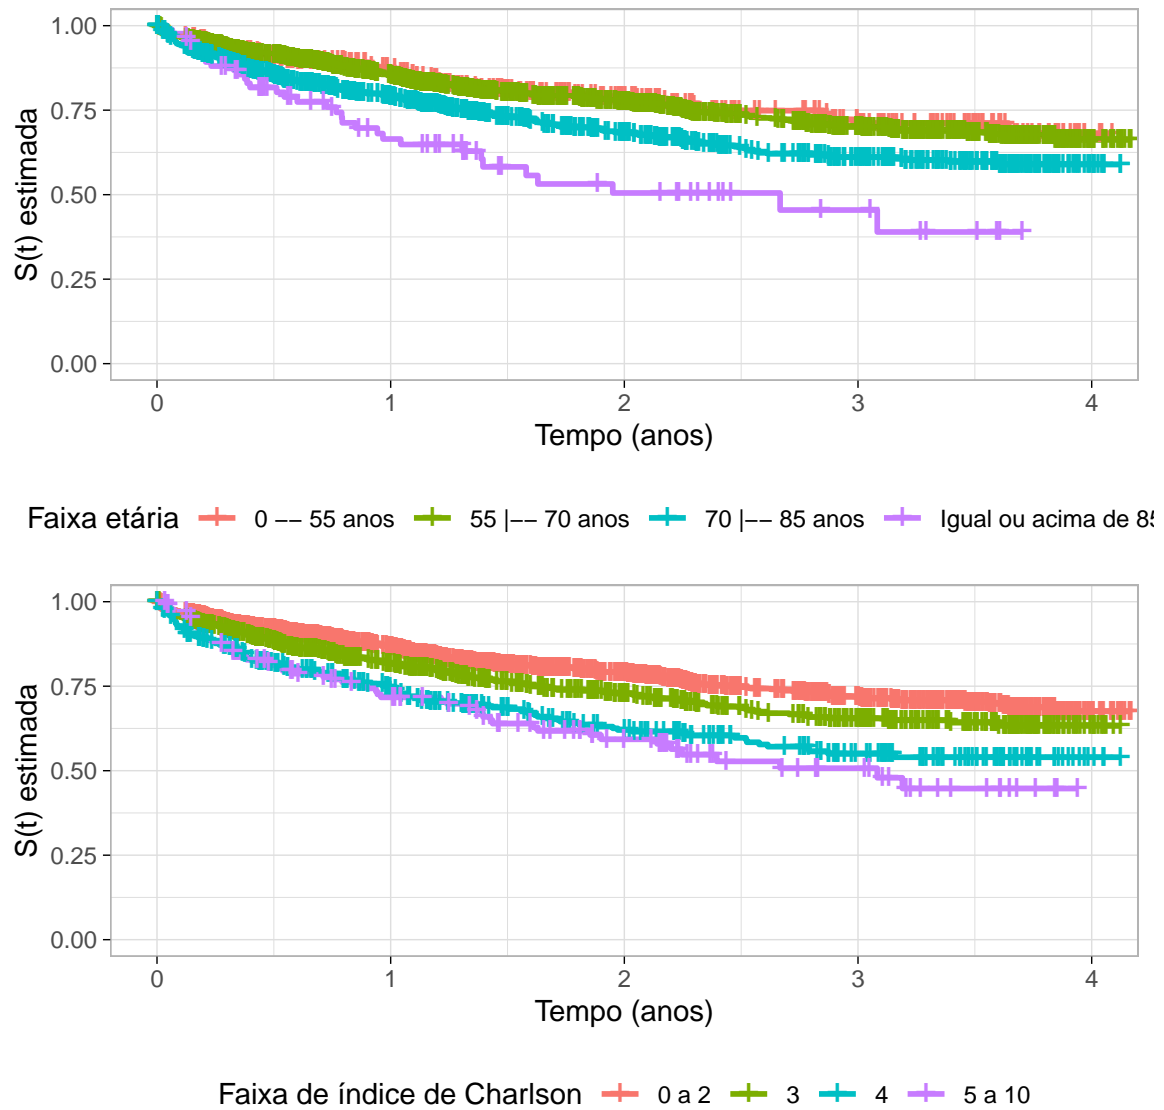 S(t) estimada
1.00
0.75
0.50
0.25
0.00
0 1 2 3 4
Tempo (anos)
Faixa etária 0 −− 55 anos 55 |−− 70 anos 70 |−− 85 anos Igual ou acima de 85
S(t) estimada
1.00
0.75
0.50
0.25
0.00
0 1 2 3 4
Tempo (anos)
Faixa de índice de Charlson 0 a 2 3 4 5 a 10